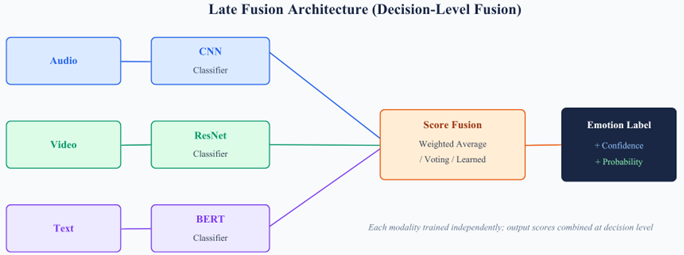 Late Fusion Architecture (Decision-Level Fusion)
Audio
CNN
Classifier
Video
ResNet
Classifier
Text
BERT
Classifier
Score Fusion
Weighted Average
/ Voting / Learned
Emotion Label
+ Confidence
+ Probability
Each modality trained independently; output scores combined at decision level